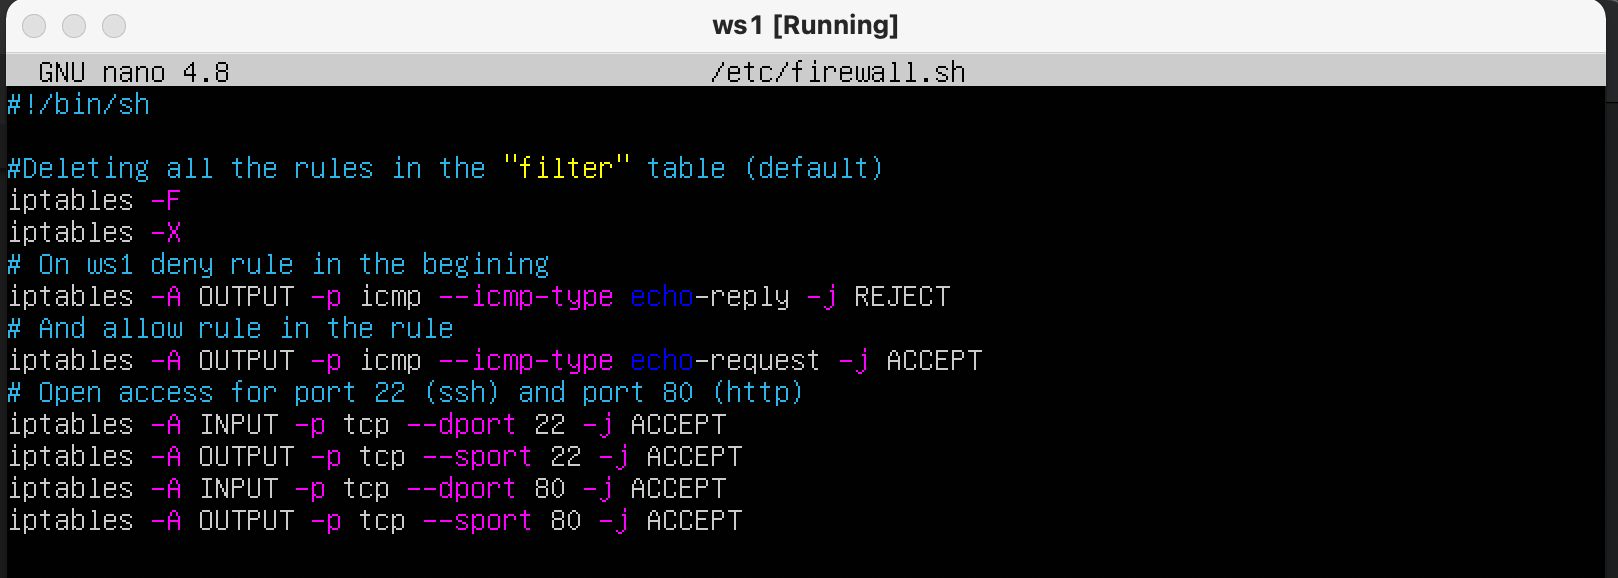 ws1 [Running]
GNU nano 4.8 /etc/firewall.sh
#!/bin/sh
#Deleting all the rules in the "filter" table (default)
iptables -F
iptables -X
# On ws1 deny rule in the begining
iptables -A OUTPUT -p icmp --icmp-type echo-reply -j REJECT
# And allow rule in the rule
iptables -A OUTPUT -p icmp --icmp-type echo-request -j ACCEPT
# Open access for port 22 (ssh) and port 80 (http)
iptables -A INPUT -p tcp --dport 22 -j ACCEPT
iptables -A OUTPUT -p tcp --sport 22 -j ACCEPT
iptables -A INPUT -p tcp --dport 80 -j ACCEPT
iptables -A OUTPUT -p tcp --sport 80 -j ACCEPT